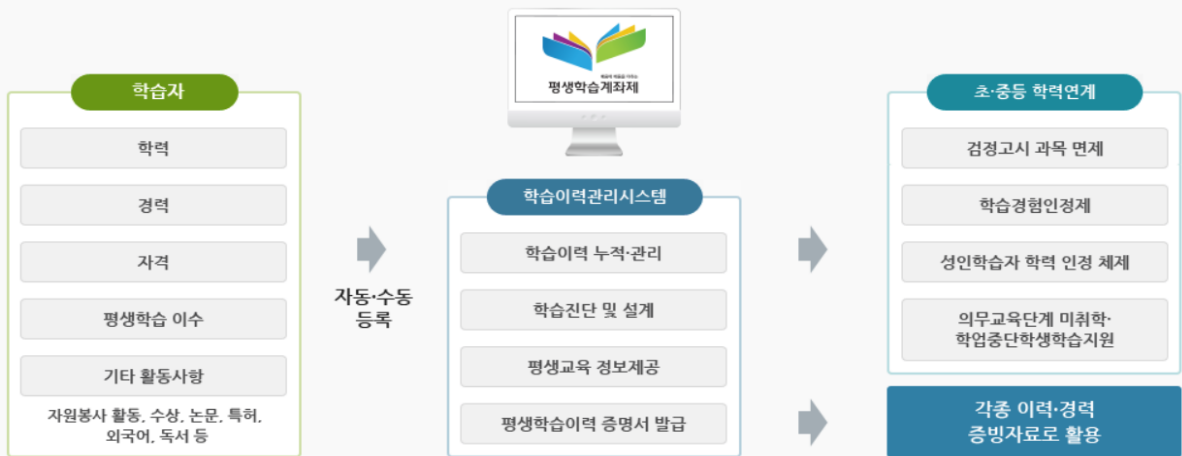 평생학습계좌제
학습자
학력
경력
자격
평생학습 이수
기타 활동사항
자원봉사 활동, 수상, 논문, 특허,
외국어, 독서 등
자동·수동
등록
학습이력관리시스템
학습이력 누적·관리
학습진단 및 설계
평생교육 정보제공
평생학습이력 증명서 발급
초·중등 학력연계
검정고시 과목 면제
학습경험인정제
성인학습자 학력 인정 체제
의무교육단계 미취학·
학업중단학생학습지원
각종 이력·경력
증빙자료로 활용